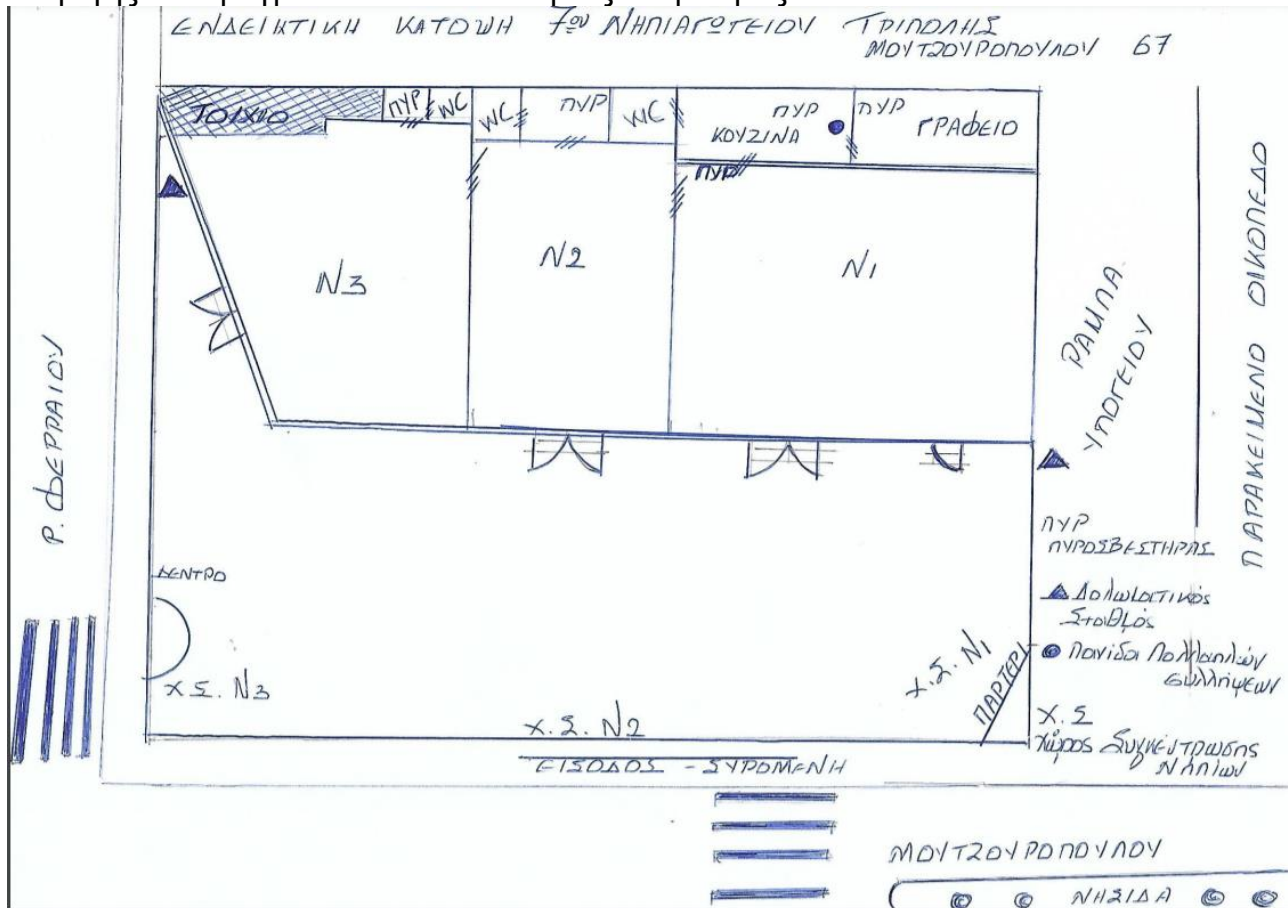 ΕΝΔΕΙΚΤΙΚΗ ΚΑΤΟΨΗ 7ου ΝΗΠΙΑΓΩΓΕΙΟΥ ΤΡΙΠΟΛΗΣ
ΜΟΥΤΖΟΥΡΟΠΟΥΛΟΥ 67
ΤΟΙΧΙΟ
ΠΥΡ
WC
WC
ΠΥΡ
WC
ΠΥΡ
ΚΟΥΖΙΝΑ
ΠΥΡ
ΓΡΑΦΕΙΟ
ΠΥΡ
Ν3
Ν2
Ν1
Ρ. ΦΕΡΡΑΙΟΥ
ΡΑΜΠΑ
ΥΠΟΓΕΙΟΥ
ΠΑΡΑΚΕΙΜΕΝΟ ΟΙΚΟΠΕΔΟ
ΠΥΡ
ΠΥΡΟΣΒΕΣΤΗΡΑΣ
Δολωματικός
Σταθμός
Παγίδα Πολλαπλών
συλλήψεων
Χ.Σ
Χώρος Συγκέντρωσης
Νηπίων
ΔΕΝΤΡΟ
Χ.Σ. Ν3
Χ.Σ. Ν2
Χ.Σ. Ν1
ΠΑΡΤΕΡΙ
ΕΙΣΟΔΟΣ - ΣΥΡΟΜΕΝΗ
ΜΟΥΤΖΟΥΡΟΠΟΥΛΟΥ
ΝΗΣΙΔΑ